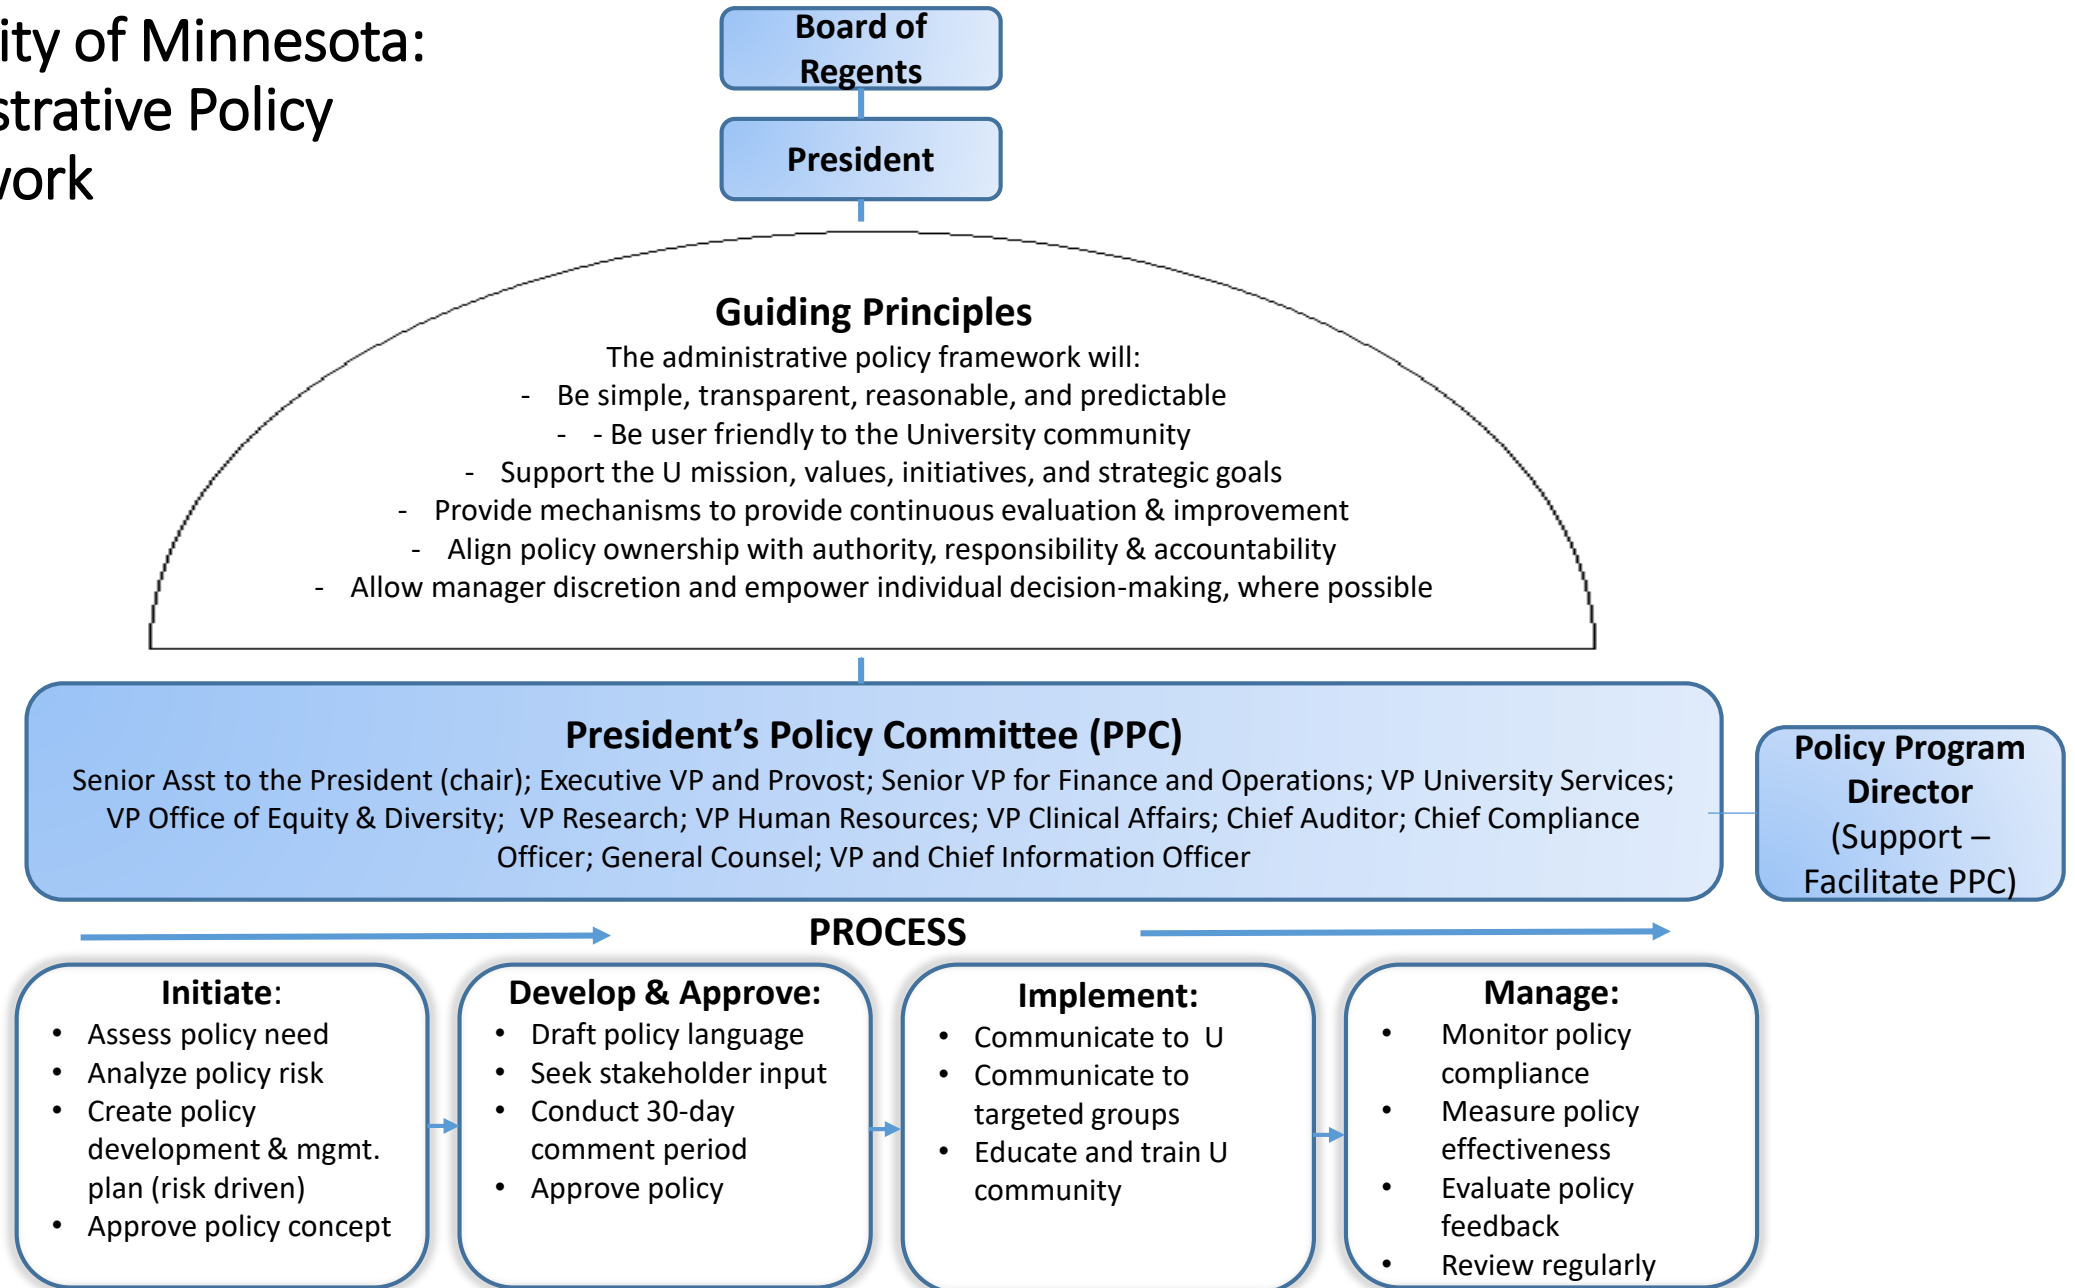 ity of Minnesota:
strative Policy
work
Board of
Regents
President
Guiding Principles
The administrative policy framework will:
- Be simple, transparent, reasonable, and predictable
- - Be user friendly to the University community
- Support the U mission, values, initiatives, and strategic goals
- Provide mechanisms to provide continuous evaluation & improvement
- Align policy ownership with authority, responsibility & accountability
- Allow manager discretion and empower individual decision-making, where possible
President’s Policy Committee (PPC)
Senior Asst to the President (chair); Executive VP and Provost; Senior VP for Finance and Operations; VP University Services;
VP Office of Equity & Diversity;  VP Research; VP Human Resources; VP Clinical Affairs; Chief Auditor; Chief Compliance
Officer; General Counsel; VP and Chief Information Officer
Policy Program
Director
(Support –
Facilitate PPC)
PROCESS
Initiate:
• Assess policy need
• Analyze policy risk
• Create policy
development & mgmt.
plan (risk driven)
• Approve policy concept
Develop & Approve:
• Draft policy language
• Seek stakeholder input
• Conduct 30-day
comment period
• Approve policy
Implement:
• Communicate to  U
• Communicate to
targeted groups
• Educate and train U
community
Manage:
• Monitor policy
compliance
• Measure policy
effectiveness
• Evaluate policy
feedback
• Review regularly